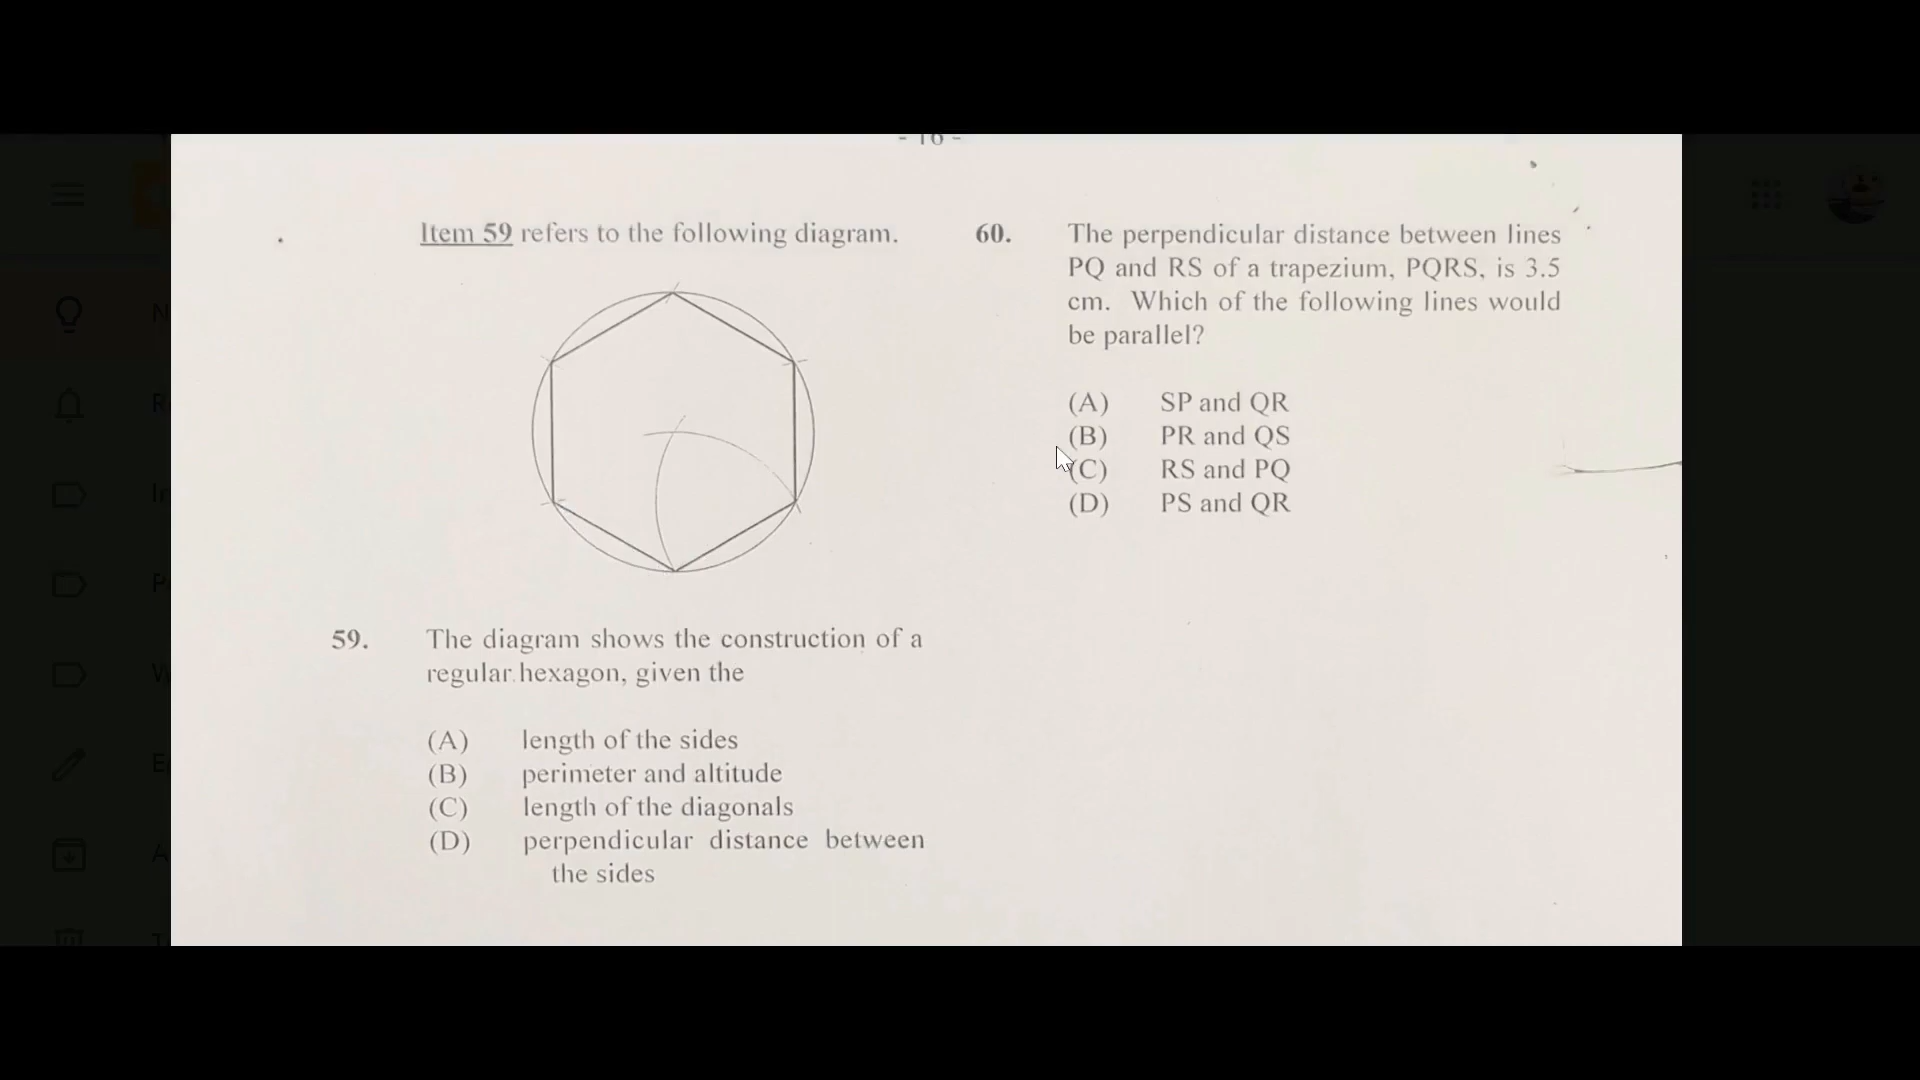 - 16 -
Item 59 refers to the following diagram.
59. The diagram shows the construction of a
regular hexagon, given the
(A) length of the sides
(B) perimeter and altitude
(C) length of the diagonals
(D) perpendicular distance between
the sides
60. The perpendicular distance between lines
PQ and RS of a trapezium, PQRS, is 3.5
cm. Which of the following lines would
be parallel?
(A) SP and QR
(B) PR and QS
(C) RS and PQ
(D) PS and QR